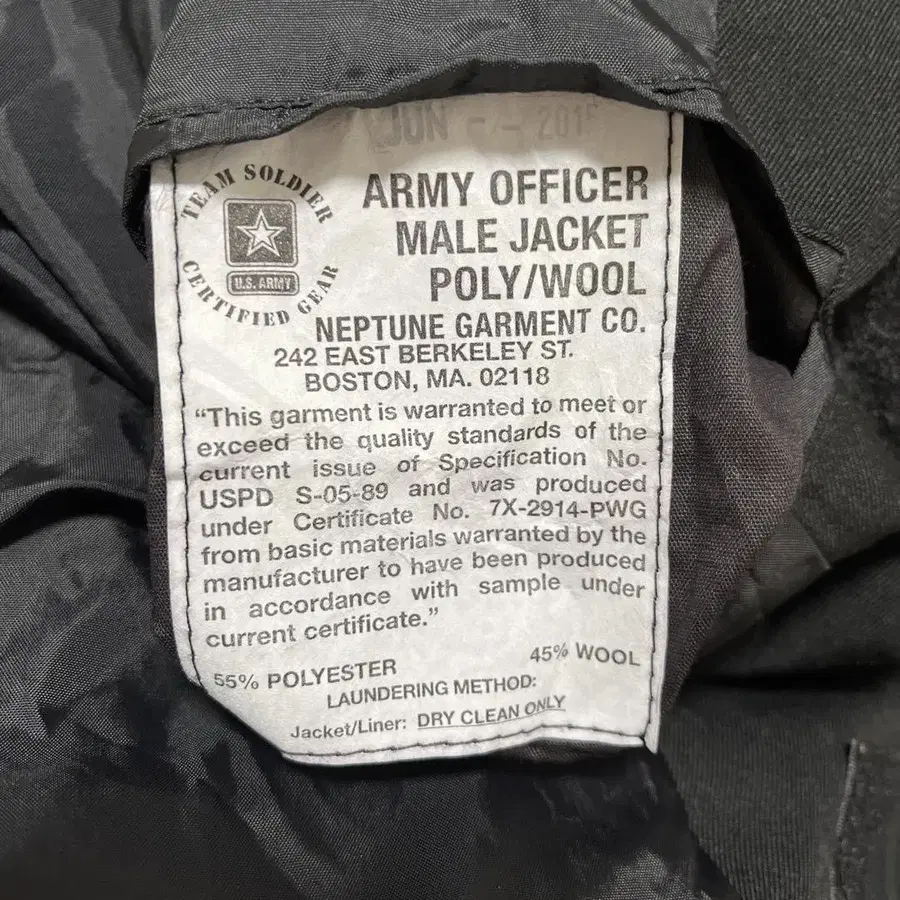 JUN - - 201
TEAM SOLDIER
U.S. ARMY
CERTIFIED GEAR
ARMY OFFICER
MALE JACKET
POLY/WOOL
NEPTUNE GARMENT CO.
242 EAST BERKELEY ST.
BOSTON, MA. 02118
“This garment is warranted to meet or
exceed the quality standards of the
current issue of Specification No.
USPD S-05-89 and was produced
under Certificate No. 7X-2914-PWG
from basic materials warranted by the
manufacturer to have been produced
in accordance with sample under
current certificate.”
55% POLYESTER 45% WOOL
LAUNDERING METHOD:
Jacket/Liner: DRY CLEAN ONLY